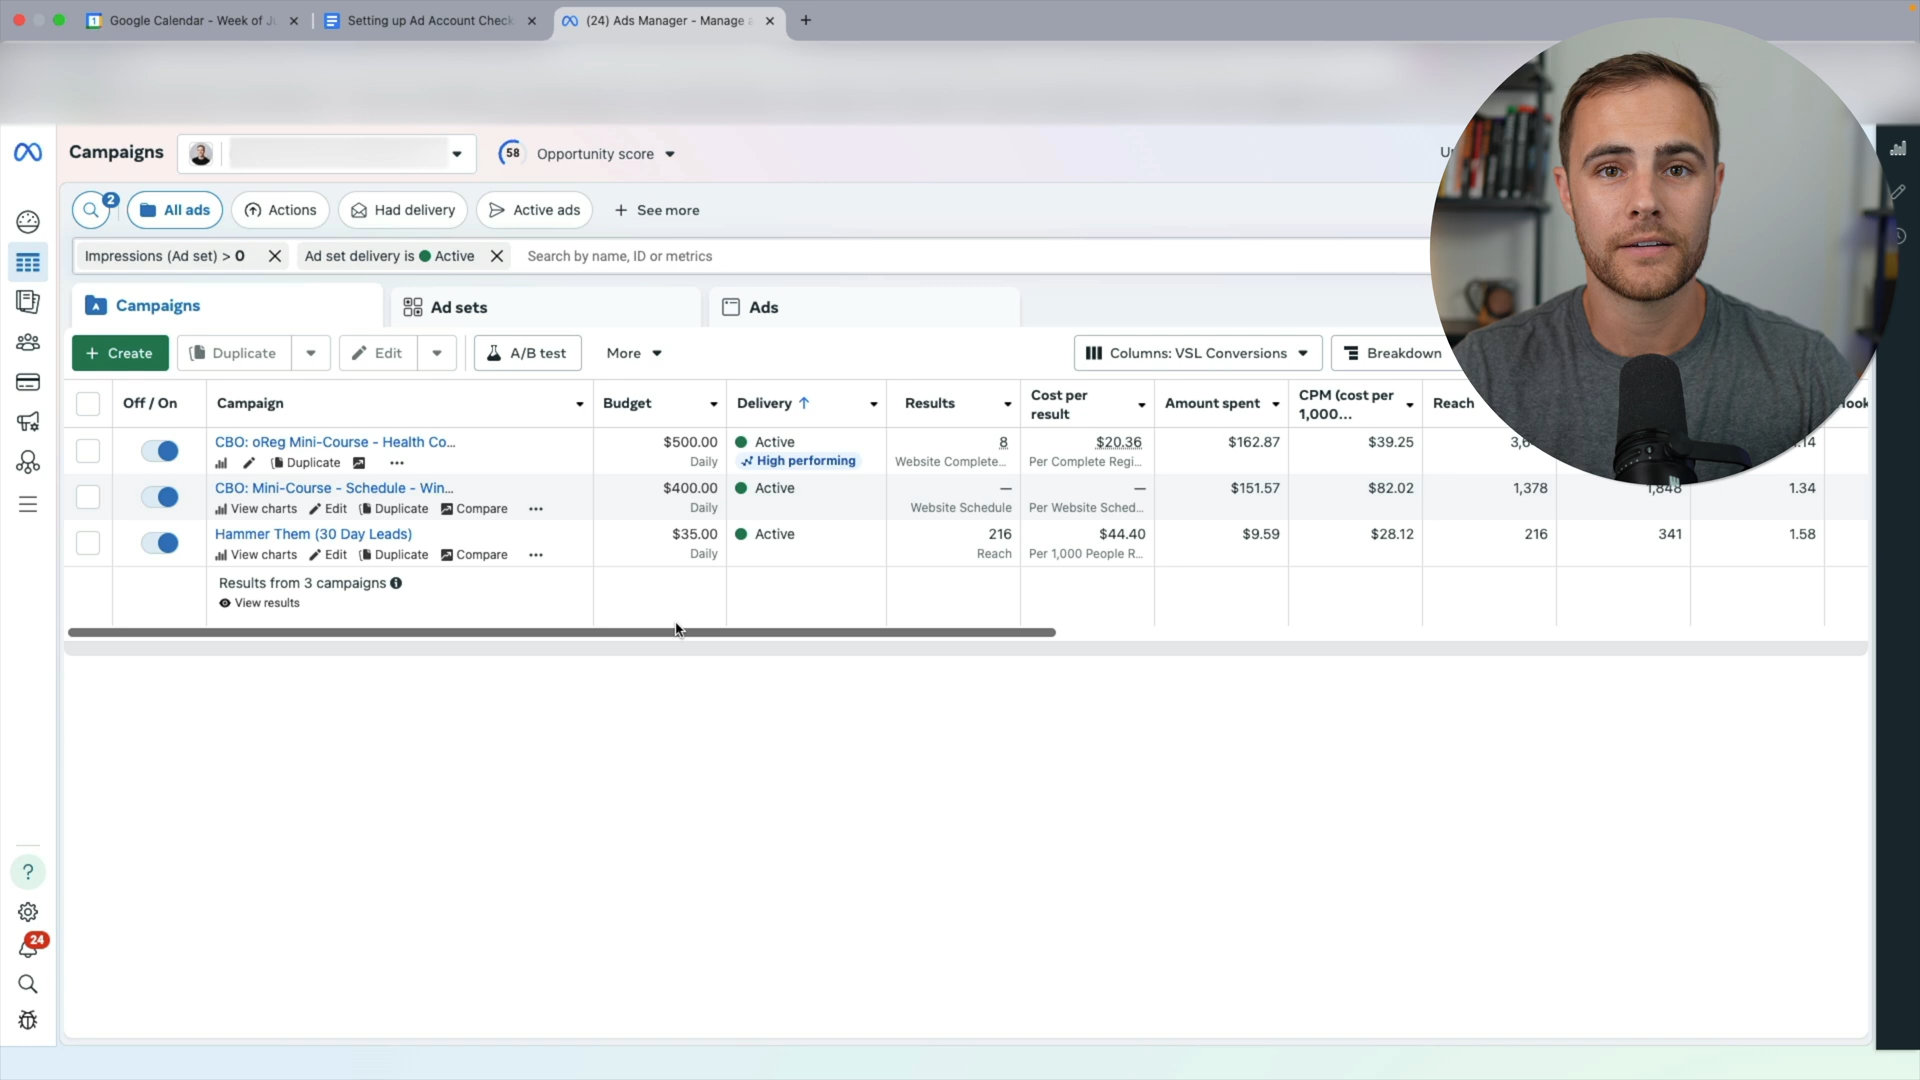 Google Calendar - Week of Ju
Setting up Ad Account Check
(24) Ads Manager - Manage a
Campaigns
58
Opportunity score
2
All ads
Actions
Had delivery
Active ads
+ See more
Impressions (Ad set) > 0
Ad set delivery is Active
Search by name, ID or metrics
Campaigns
Ad sets
Ads
+ Create
Duplicate
Edit
A/B test
More
Columns: VSL Conversions
Breakdown
Off / On
Campaign
Budget
Delivery ↑
Results
Cost per
result
Amount spent
CPM (cost per
1,000...
Reach
CBO: oReg Mini-Course - Health Co...
$500.00
Active
8
$20.36
$162.87
$39.25
Duplicate
Daily
High performing
Website Complete...
Per Complete Regi...
CBO: Mini-Course - Schedule - Win...
$400.00
Active
—
—
$151.57
$82.02
1,378
1,848
1.34
View charts
Edit
Duplicate
Compare
Daily
Website Schedule
Per Website Sched...
Hammer Them (30 Day Leads)
$35.00
Active
216
$44.40
$9.59
$28.12
216
341
1.58
View charts
Edit
Duplicate
Compare
Daily
Reach
Per 1,000 People R...
Results from 3 campaigns
View results
?
24